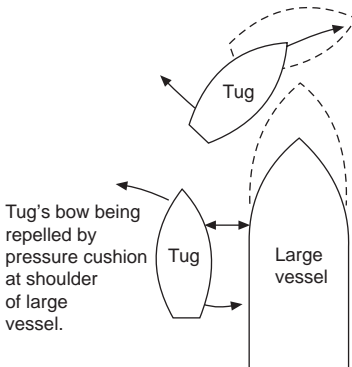 Tug
Tug's bow being
repelled by
pressure cushion
at shoulder
of large
vessel.
Tug
Large
vessel